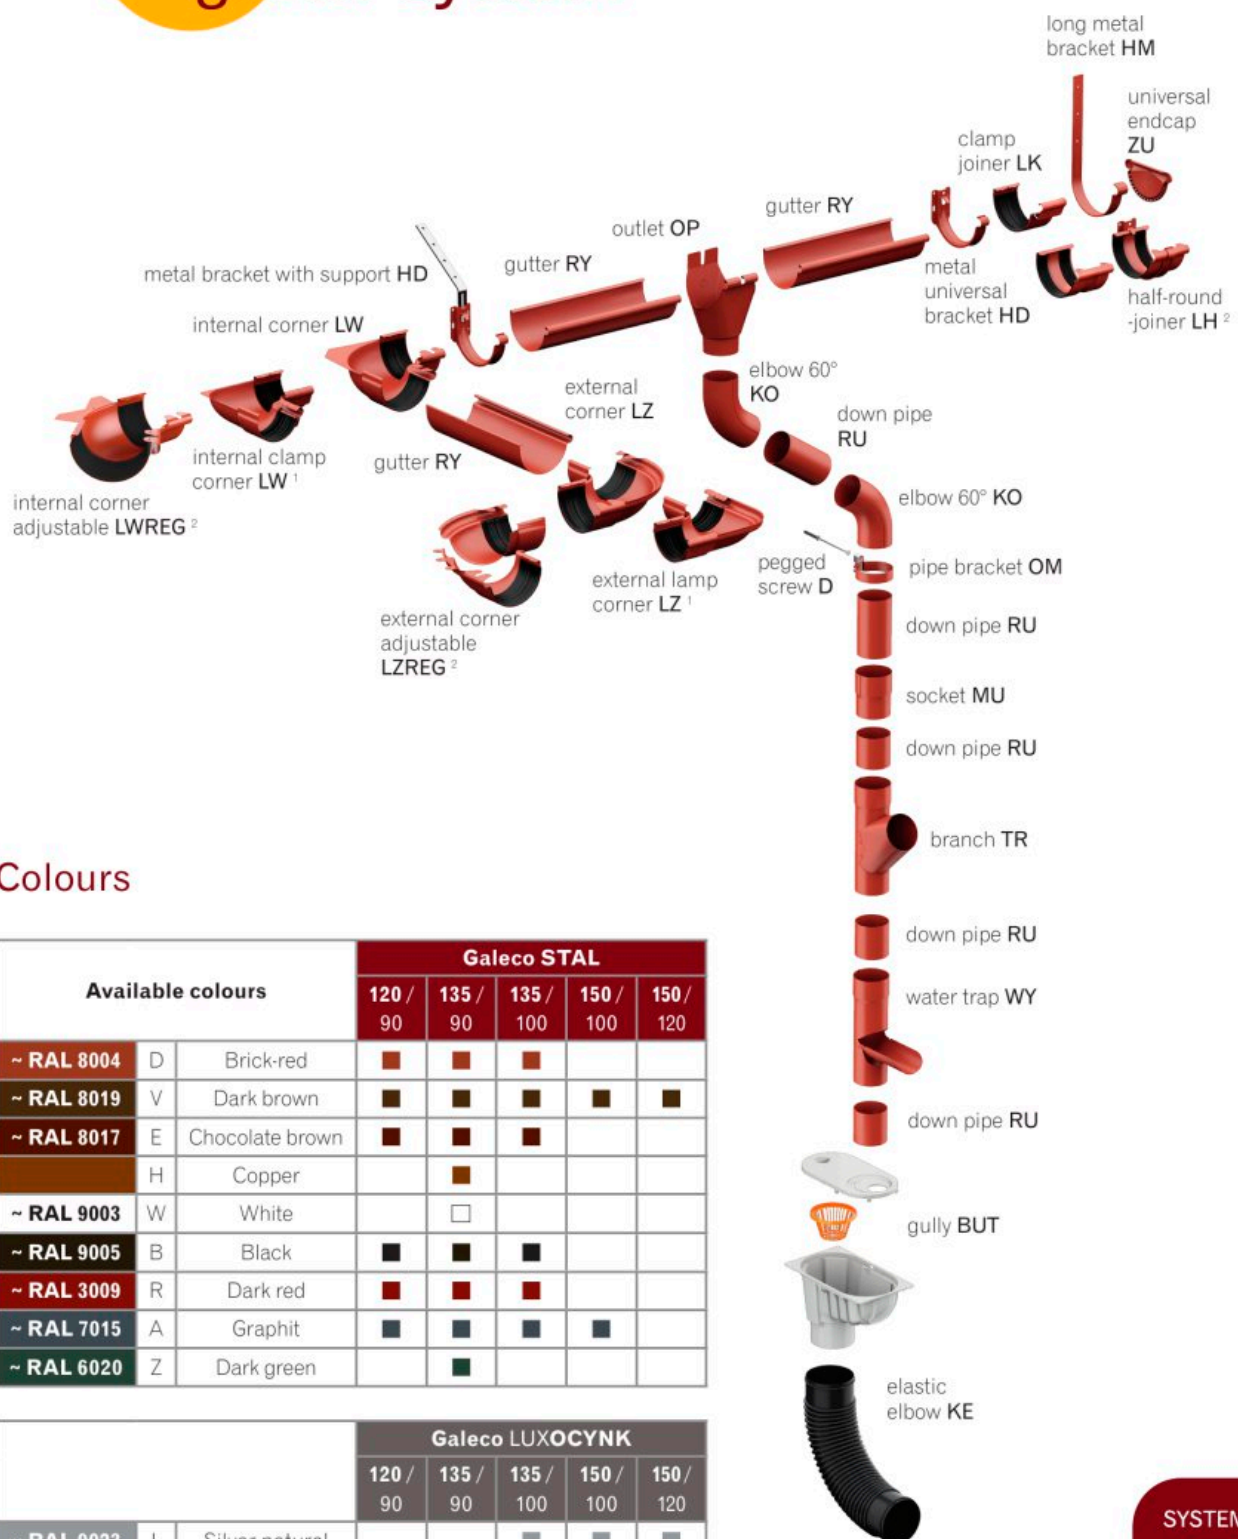 long metal
bracket HM
universal
endcap
ZU
clamp
joiner LK
gutter RY
outlet OP
gutter RY
metal bracket with support HD
metal
universal
bracket HD
half-round
-joiner LH ²
internal corner LW
elbow 60°
KO
external
corner LZ
down pipe
RU
internal clamp
corner LW ¹
gutter RY
internal corner
adjustable LWREG ²
elbow 60° KO
pegged
screw D
pipe bracket OM
external lamp
corner LZ ¹
external corner
adjustable
LZREG ²
down pipe RU
socket MU
down pipe RU
branch TR
Colours
down pipe RU
water trap WY
down pipe RU
gully BUT
elastic
elbow KE
Available colours
Galeco STAL
120 / 90 135 / 90 135 / 100 150 / 100 150 / 120
~ RAL 8004 D Brick-red
~ RAL 8019 V Dark brown
~ RAL 8017 E Chocolate brown
H Copper
~ RAL 9003 W White
~ RAL 9005 B Black
~ RAL 3009 R Dark red
~ RAL 7015 A Graphit
~ RAL 6020 Z Dark green
Galeco LUXOCYNK
120 / 90 135 / 90 135 / 100 150 / 100 150 / 120
SYSTEM